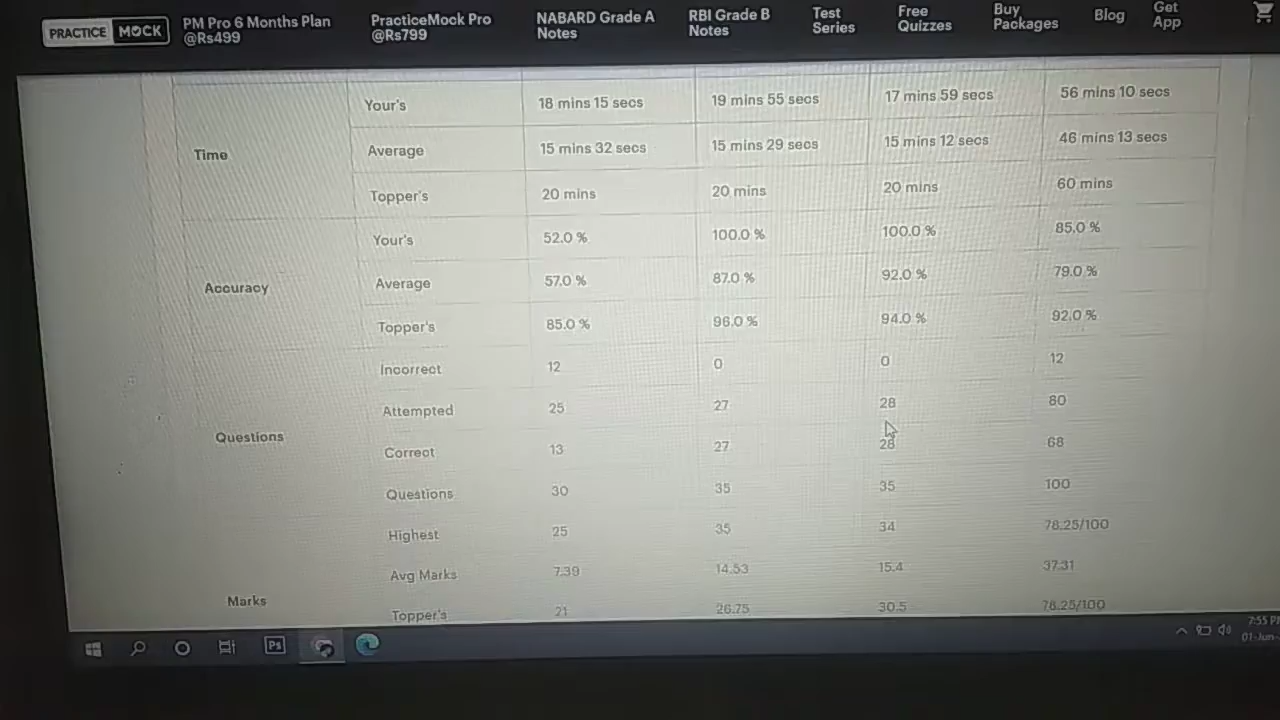 PRACTICE MOCK
PM Pro 6 Months Plan @Rs499
PracticeMock Pro @Rs799
NABARD Grade A Notes
RBI Grade B Notes
Test Series
Free Quizzes
Buy Packages
Blog
Get App
Time
Your's 18 mins 15 secs 19 mins 55 secs 17 mins 59 secs 56 mins 10 secs
Average 15 mins 32 secs 15 mins 29 secs 15 mins 12 secs 46 mins 13 secs
Topper's 20 mins 20 mins 20 mins 60 mins
Accuracy
Your's 52.0 % 100.0 % 100.0 % 85.0 %
Average 57.0 % 87.0 % 92.0 % 79.0 %
Topper's 85.0 % 96.0 % 94.0 % 92.0 %
Questions
Incorrect 12 0 0 12
Attempted 25 27 28 80
Correct 13 27 28 68
Questions 30 35 35 100
Marks
Highest 25 35 34 78.25/100
Avg Marks 7.39 14.53 15.4 37.31
Topper's 21 26.75 30.5 78.25/100
Ps
7:55
01-Jun-